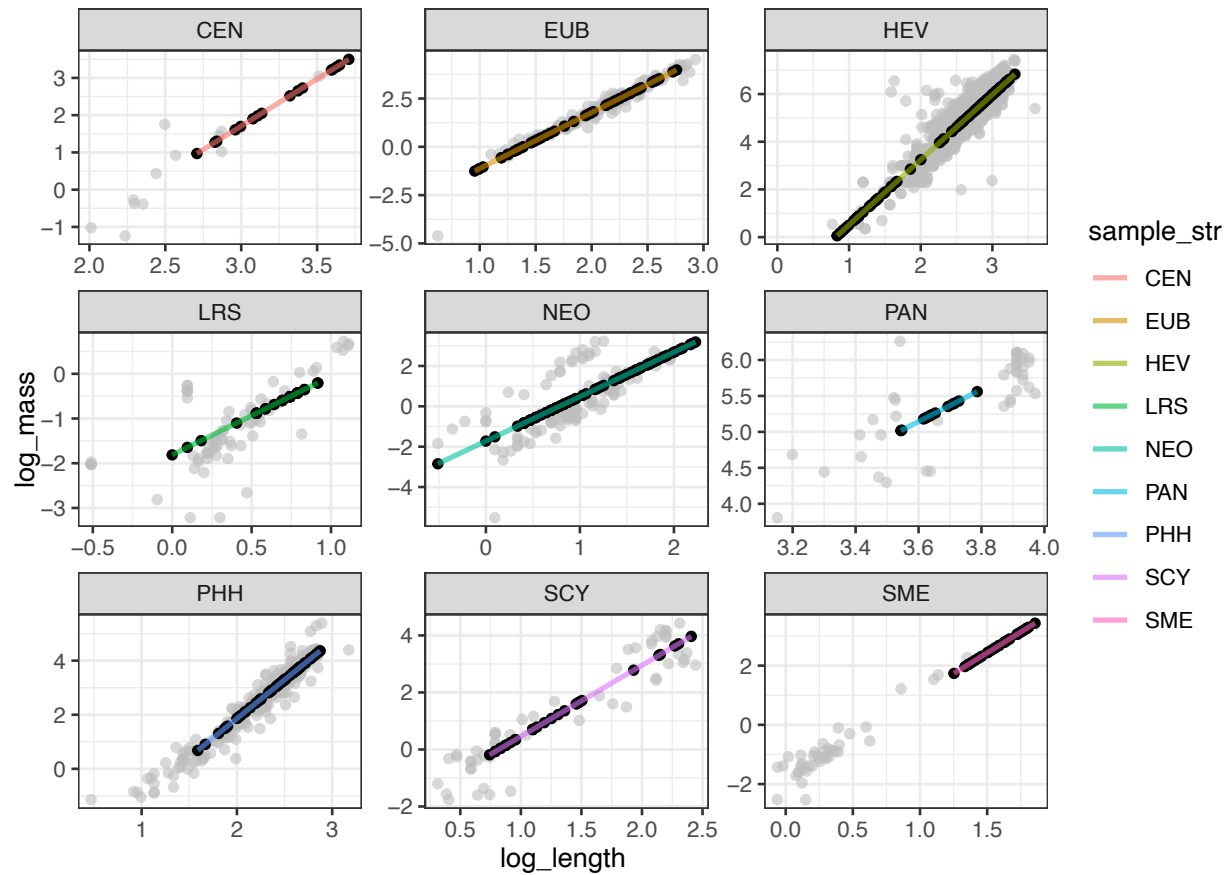 CEN EUB HEV
3
2
1
0
−1
2.0 2.5 3.0 3.5
2.5
0.0
−2.5
−5.0
1.0 1.5 2.0 2.5 3.0
6
4
2
0
0 1 2 3
LRS NEO PAN
0
−1
−2
−3
−0.5 0.0 0.5 1.0
2
0
−2
−4
0 1 2
6.0
5.5
5.0
4.5
4.0
3.2 3.4 3.6 3.8 4.0
PHH SCY SME
4
2
0
1 2 3
4
2
0
−2
0.5 1.0 1.5 2.0 2.5
2
0
−2
0.0 0.5 1.0 1.5
log_mass
log_length
sample_str
CEN
EUB
HEV
LRS
NEO
PAN
PHH
SCY
SME